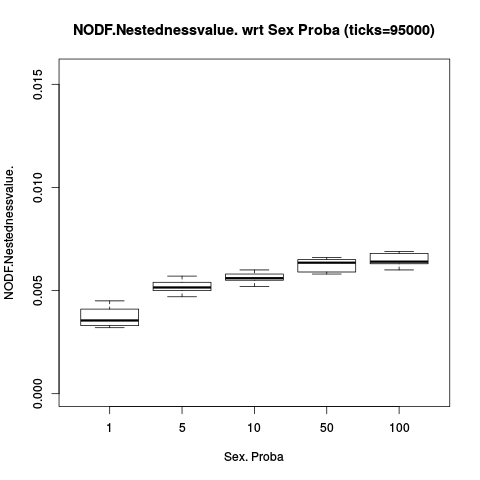 NODF.Nestednessvalue. wrt Sex Proba (ticks=95000)
NODF.Nestednessvalue.
0.015
0.010
0.005
0.000
1 5 10 50 100
Sex. Proba